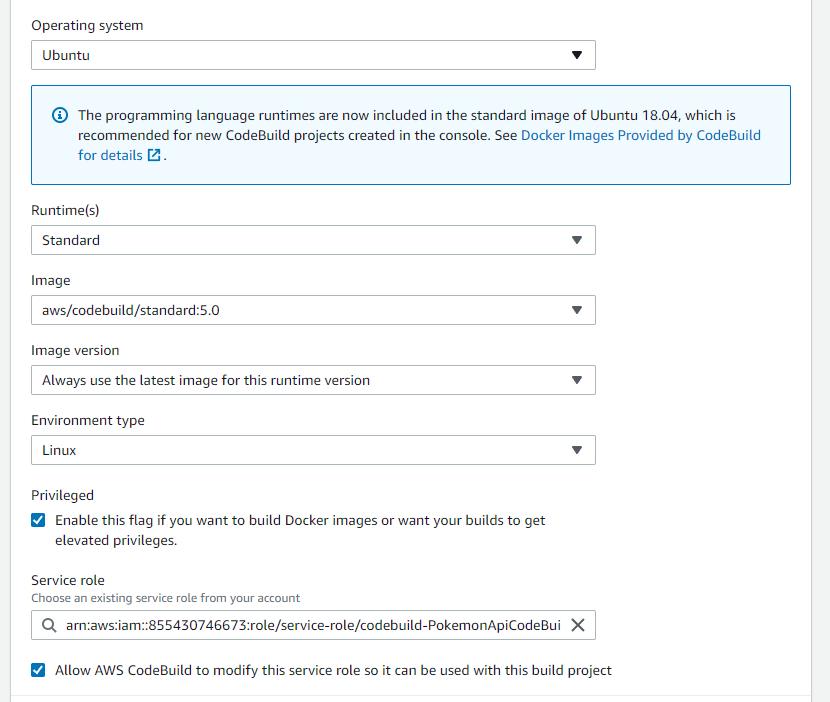 Operating system
Ubuntu
The programming language runtimes are now included in the standard image of Ubuntu 18.04, which is
recommended for new CodeBuild projects created in the console. See Docker Images Provided by CodeBuild
for details .
Runtime(s)
Standard
Image
aws/codebuild/standard:5.0
Image version
Always use the latest image for this runtime version
Environment type
Linux
Privileged
Enable this flag if you want to build Docker images or want your builds to get
elevated privileges.
Service role
Choose an existing service role from your account
arn:aws:iam::855430746673:role/service-role/codebuild-PokemonApiCodeBui
Allow AWS CodeBuild to modify this service role so it can be used with this build project